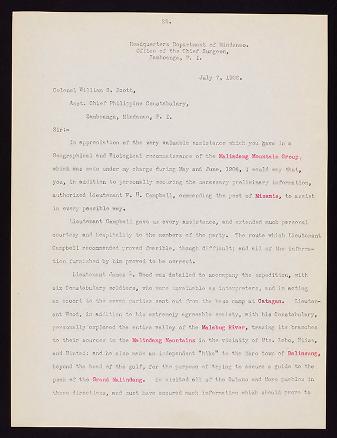 22.
Headquarters Department of Mindanao.
Office of the Chief Surgeon,
Zamboanga, P. I.
July 7, 1906.
Colonel William S. Scott,
Asst. Chief Philippine Constabulary,
Zamboanga, Mindanao, P. I.
Sir:-
In appreciation of the very valuable assistance which you gave in a
Geographical and Biological reconnaissance of the Malindang Mountain Group,
which was made under my charge during May and June, 1906, I would say that,
you, in addition to personally securing the necessary preliminary information,
authorized Lieutenant F. H. Campbell, commanding the post of Misamis, to assist
in every possible way.
Lieutenant Campbell gave us every assistance, and extended much personal
courtesy and hospitality to the members of the party. The route which Lieutenant
Campbell recommended proved feasible, though difficult; and all of the informa-
tion furnished by him proved to be correct.
Lieutenant James L. Wood was detailed to accompany the expedition, with
six Constabulary soldiers, who were invaluable as interpreters, and in acting
as escort to the seven parties sent out from the base camp at Catagan. Lieuten-
ant Wood, in addition to his extremely agreeable society, with his Constabulary,
personally explored the entire valley of the Malabug River, tracing its branches
to their sources in the Malindang Mountains in the vicinity of Mts. Lobo,
and and he also made an independent "hike" to the Moro town of
beyond the head of the gulf, for the purpose of trying to secure a guide to the
peak of the Grand Malindang. He visited all of the Subano and Moro pueblos in
those directions, and must have secured much information which should prove to